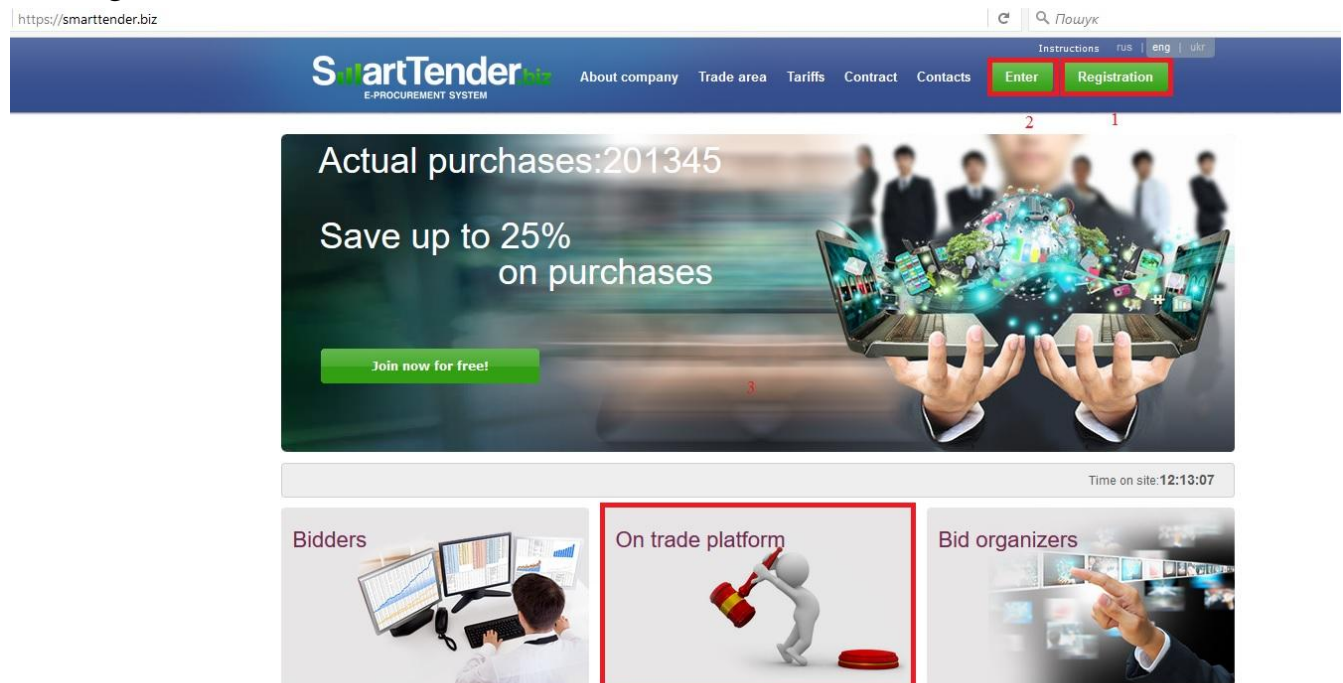 https://smarttender.biz
Пошук
Instructions rus | eng | ukr
SmartTender.biz
E-PROCUREMENT SYSTEM
About company Trade area Tariffs Contract Contacts Enter Registration
2 1
Actual purchases:201345
Save up to 25%
on purchases
Join now for free!
3
Time on site:12:13:07
Bidders
On trade platform
Bid organizers